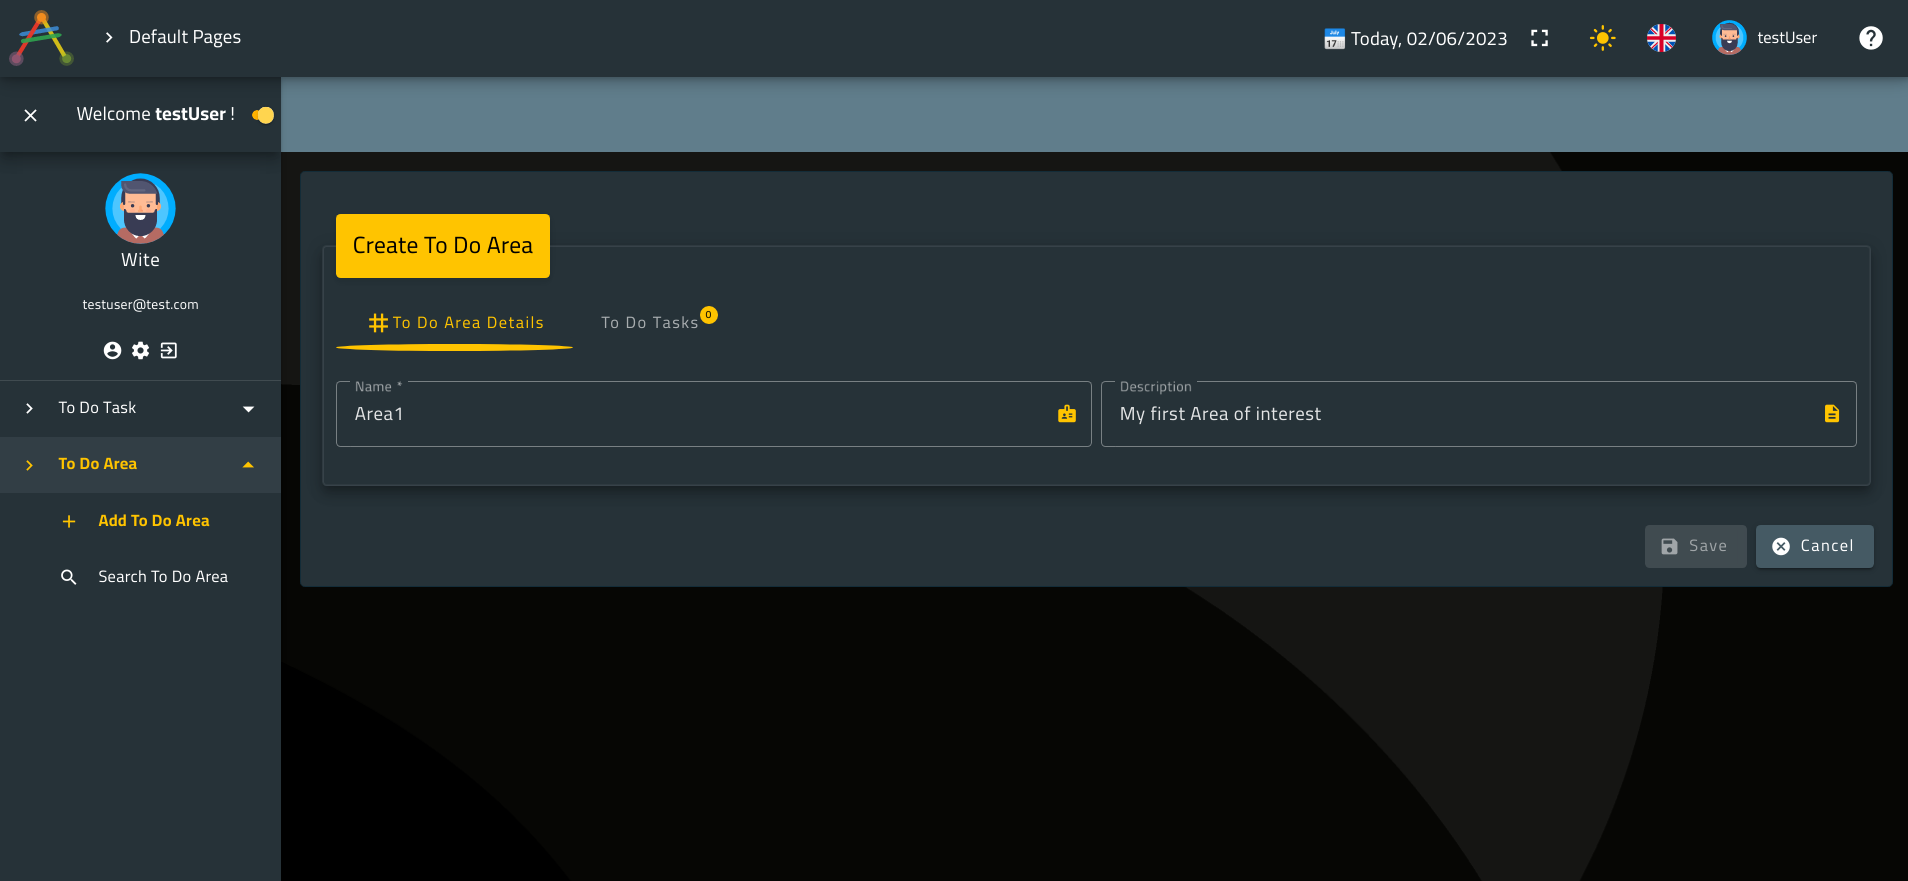 Default Pages
July
17
Today, 02/06/2023
testUser
Welcome testUser !
Wite
testuser@test.com
To Do Task
To Do Area
Add To Do Area
Search To Do Area
Create To Do Area
To Do Area Details
To Do Tasks
0
Name *
Area1
Description
My first Area of interest
Save
Cancel